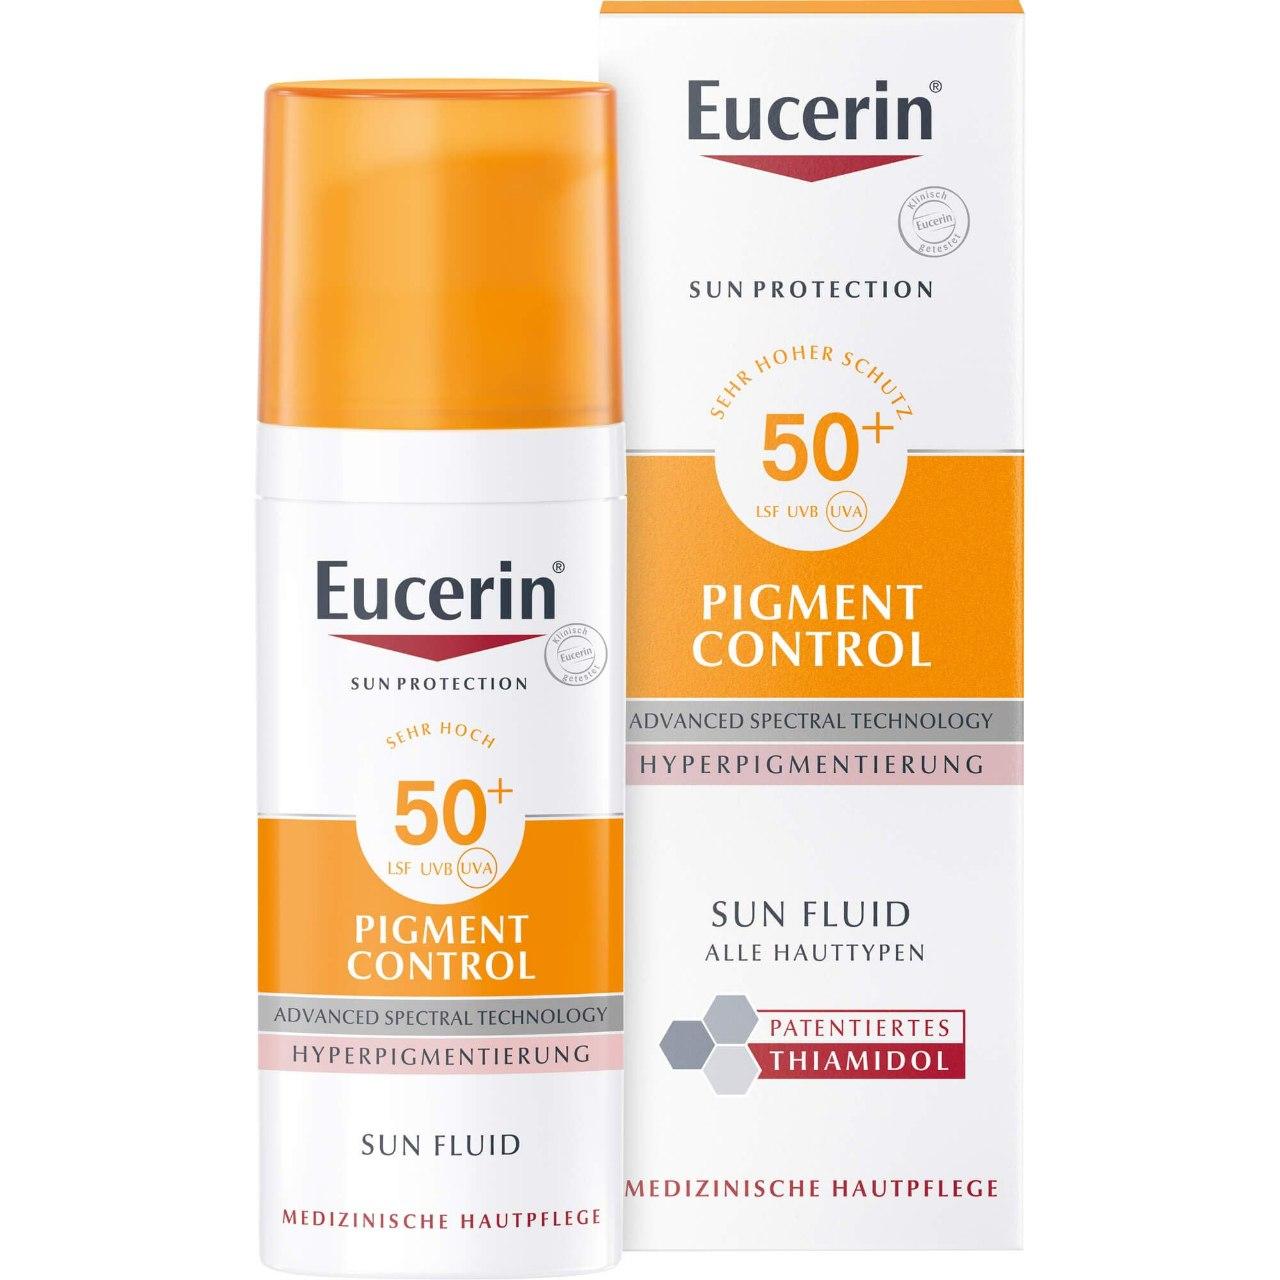 Eucerin®
Klinisch
Eucerin
getestet
SUN PROTECTION
SEHR HOCH
50+
LSF UVB UVA
PIGMENT
CONTROL
ADVANCED SPECTRAL TECHNOLOGY
HYPERPIGMENTIERUNG
SUN FLUID
MEDIZINISCHE HAUTPFLEGE
Eucerin®
Klinisch
Eucerin
getestet
SUN PROTECTION
SEHR HOHER SCHUTZ
50+
LSF UVB UVA
PIGMENT
CONTROL
ADVANCED SPECTRAL TECHNOLOGY
HYPERPIGMENTIERUNG
SUN FLUID
ALLE HAUTTYPEN
PATENTIERTES
THIAMIDOL
MEDIZINISCHE HAUTPFLEGE